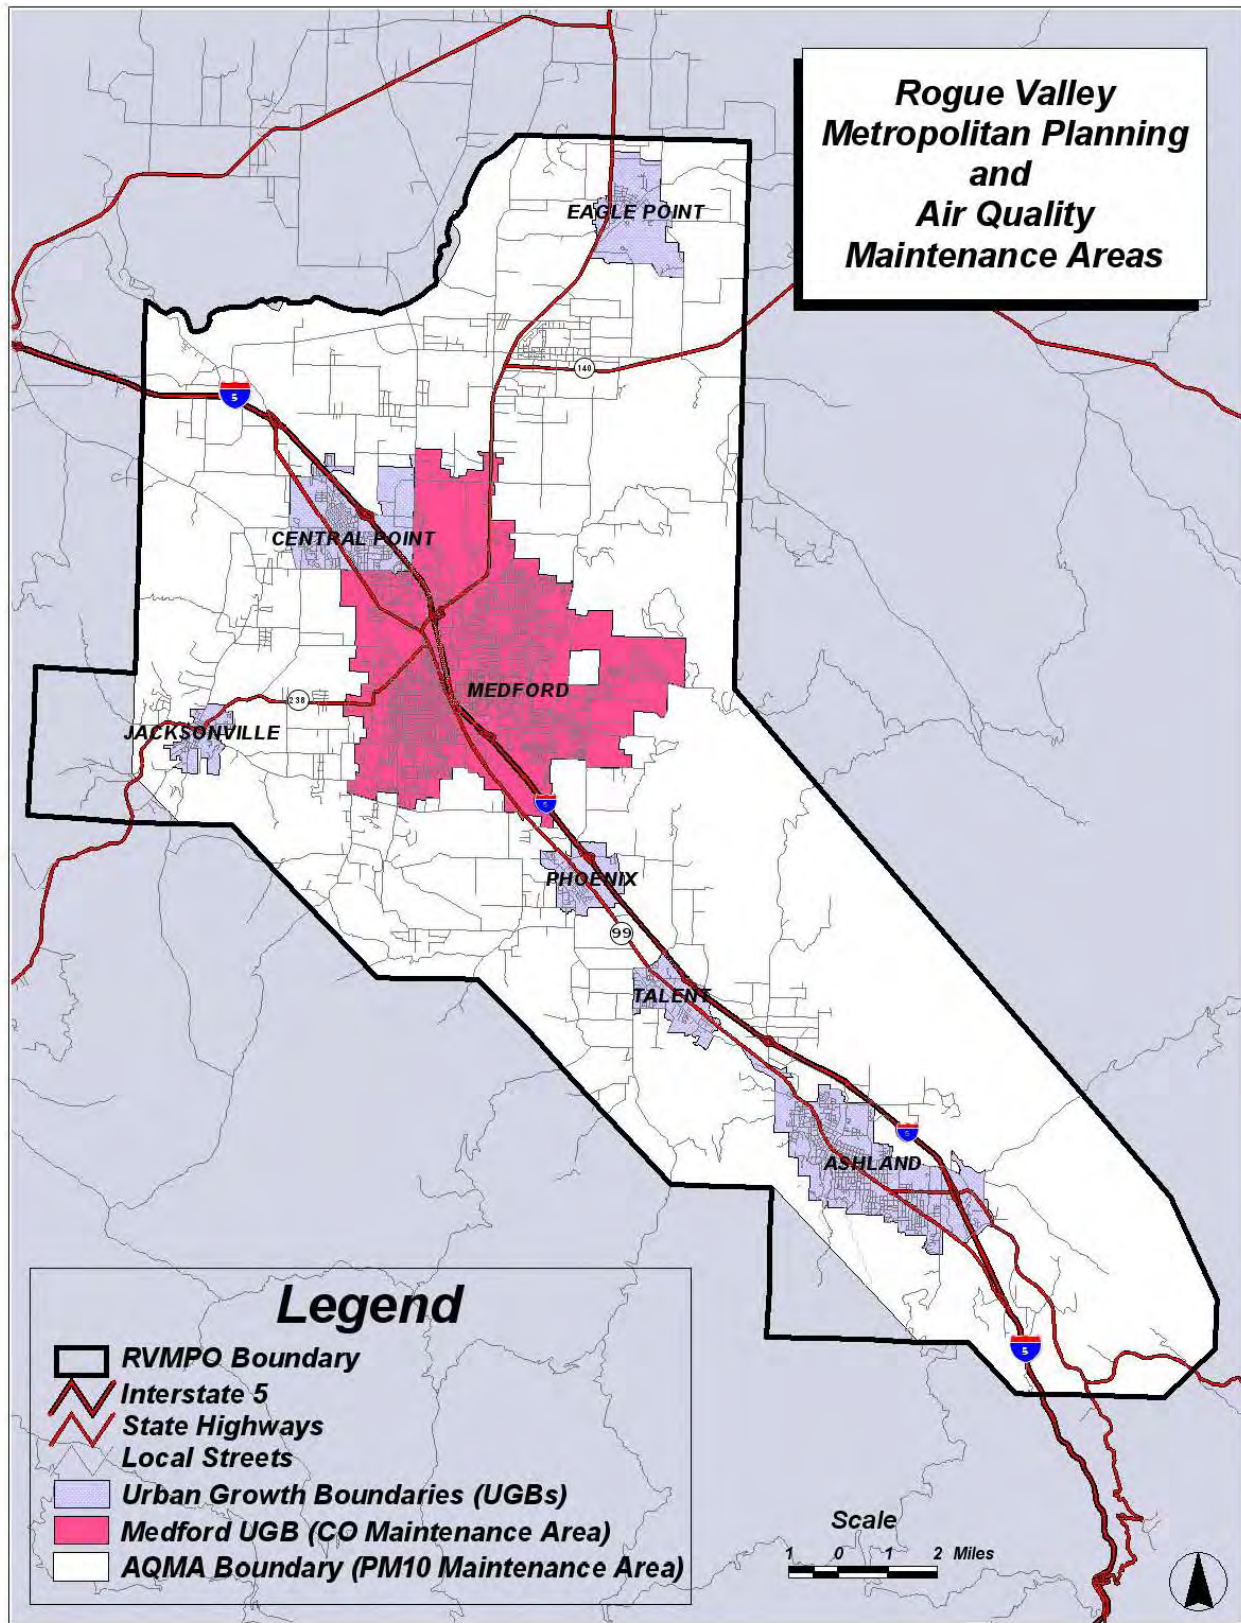 Rogue Valley
Metropolitan Planning
and
Air Quality
Maintenance Areas
EAGLE POINT
140
5
CENTRAL POINT
MEDFORD
238
JACKSONVILLE
5
PHOENIX
99
TALENT
5
ASHLAND
5
Legend
RVMPO Boundary
Interstate 5
State Highways
Local Streets
Urban Growth Boundaries (UGBs)
Medford UGB (CO Maintenance Area)
AQMA Boundary (PM10 Maintenance Area)
Scale
1 0 1 2 Miles